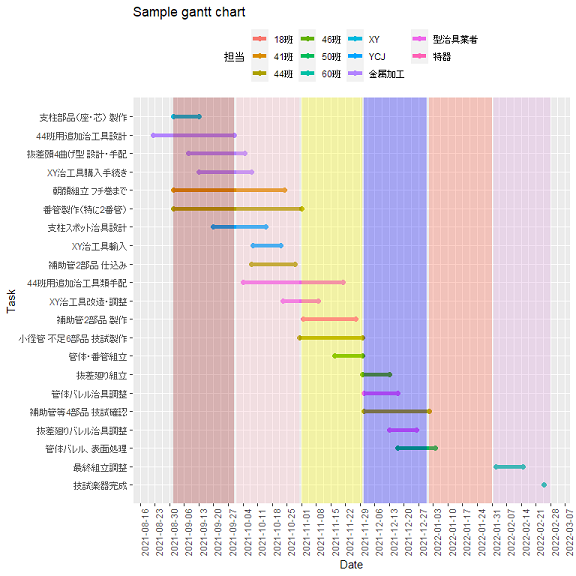 Sample gantt chart
担当
18班
46班
XY
型治具業者
41班
50班
YCJ
特器
44班
60班
金属加工
支柱部品(座・芯) 製作
44班用追加治工具設計
抜差頭4曲げ型 設計・手配
XY治工具購入手続き
朝顔組立 フチ巻まで
番管製作(特に2番管)
支柱スポット治具設計
XY治工具輸入
補助管2部品 仕込み
44班用追加治工具類手配
XY治工具改造・調整
補助管2部品 製作
小径管 不足6部品 技試製作
管体・番管組立
抜差廻り組立
管体バレル治具調整
補助管等4部品 技試確認
抜差廻りバレル治具調整
管体バレル、表面処理
最終組立調整
技試楽器完成
Task
2021-08-16
2021-08-23
2021-08-30
2021-09-06
2021-09-13
2021-09-20
2021-09-27
2021-10-04
2021-10-11
2021-10-18
2021-10-25
2021-11-01
2021-11-08
2021-11-15
2021-11-22
2021-11-29
2021-12-06
2021-12-13
2021-12-20
2021-12-27
2022-01-03
2022-01-10
2022-01-17
2022-01-24
2022-01-31
2022-02-07
2022-02-14
2022-02-21
2022-02-28
2022-03-07
Date